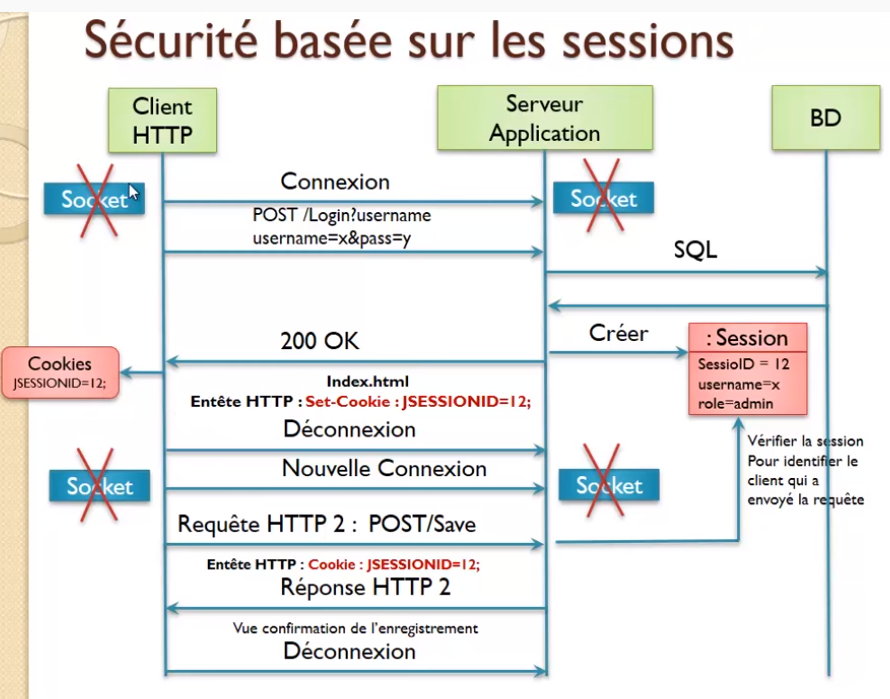 Sécurité basée sur les sessions
Client
HTTP
Serveur
Application
BD
Socket
Connexion
Socket
POST /Login?username
username=x&pass=y
SQL
200 OK
Créer
: Session
SessioID = 12
username=x
role=admin
Cookies
JSESSIONID=12;
Index.html
Entête HTTP : Set-Cookie : JSESSIONID=12;
Déconnexion
Vérifier la session
Pour identifier le
client qui a
envoyé la requête
Nouvelle Connexion
Socket
Socket
Requête HTTP 2 : POST/Save
Entête HTTP : Cookie : JSESSIONID=12;
Réponse HTTP 2
Vue confirmation de l'enregistrement
Déconnexion